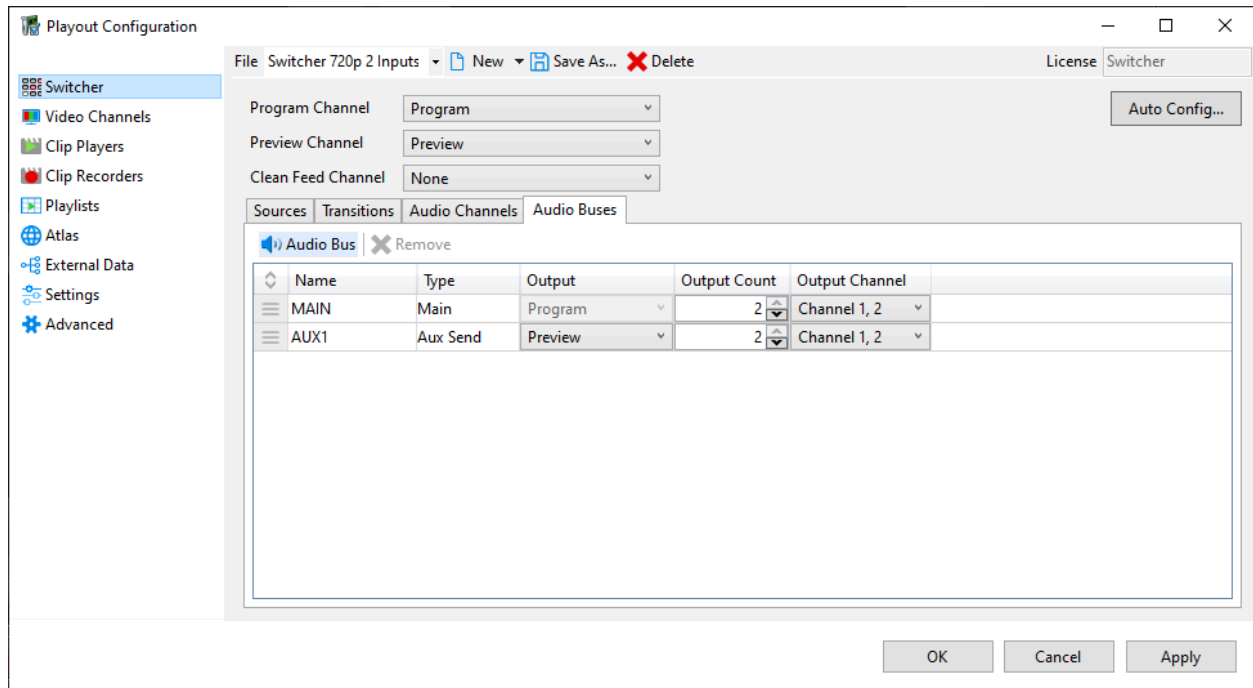 Playout Configuration
File Switcher 720p 2 Inputs New Save As... Delete License Switcher
Switcher
Video Channels
Clip Players
Clip Recorders
Playlists
Atlas
External Data
Settings
Advanced
Program Channel Program Auto Config...
Preview Channel Preview
Clean Feed Channel None
Sources Transitions Audio Channels Audio Buses
Audio Bus Remove
Name Type Output Output Count Output Channel
MAIN Main Program 2 Channel 1, 2
AUX1 Aux Send Preview 2 Channel 1, 2
OK Cancel Apply